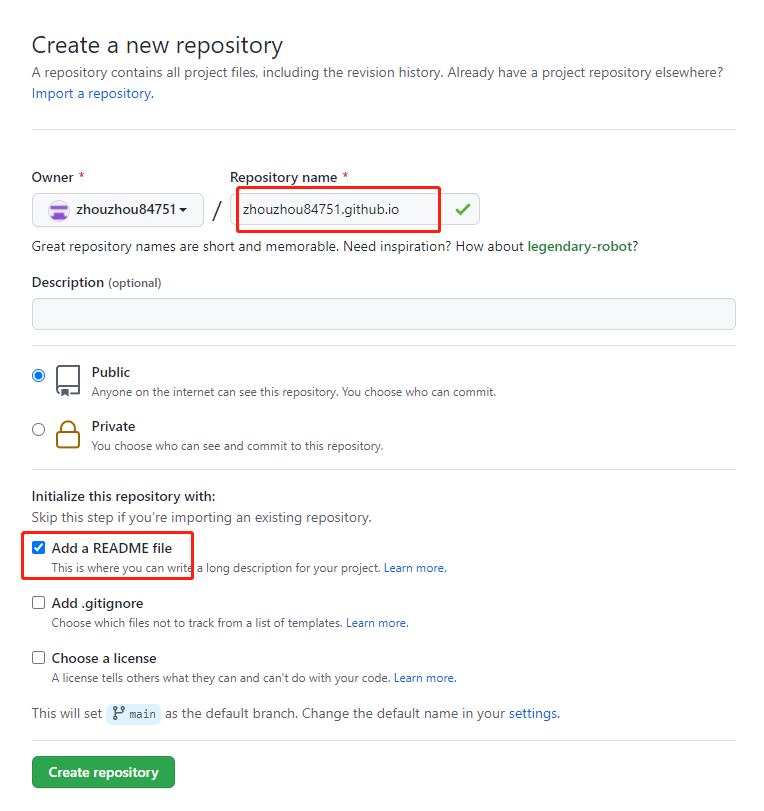 Create a new repository
A repository contains all project files, including the revision history. Already have a project repository elsewhere?
Import a repository.
Owner * Repository name *
zhouzhou84751 / zhouzhou84751.github.io
Great repository names are short and memorable. Need inspiration? How about legendary-robot?
Description (optional)
Public
Anyone on the internet can see this repository. You choose who can commit.
Private
You choose who can see and commit to this repository.
Initialize this repository with:
Skip this step if you're importing an existing repository.
Add a README file
This is where you can write a long description for your project. Learn more.
Add .gitignore
Choose which files not to track from a list of templates. Learn more.
Choose a license
A license tells others what they can and can't do with your code. Learn more.
This will set main as the default branch. Change the default name in your settings.
Create repository